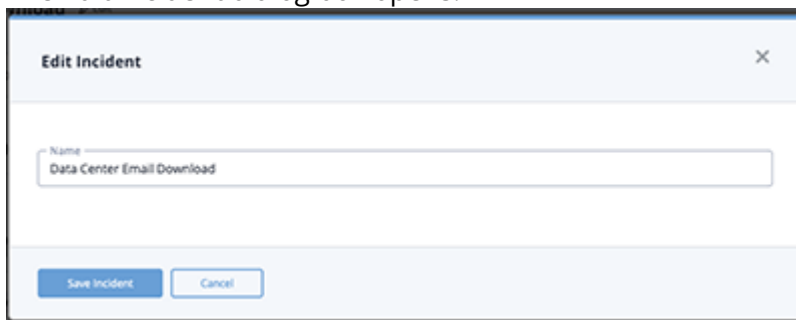 Edit Incident
Name
Data Center Email Download
Save Incident
Cancel